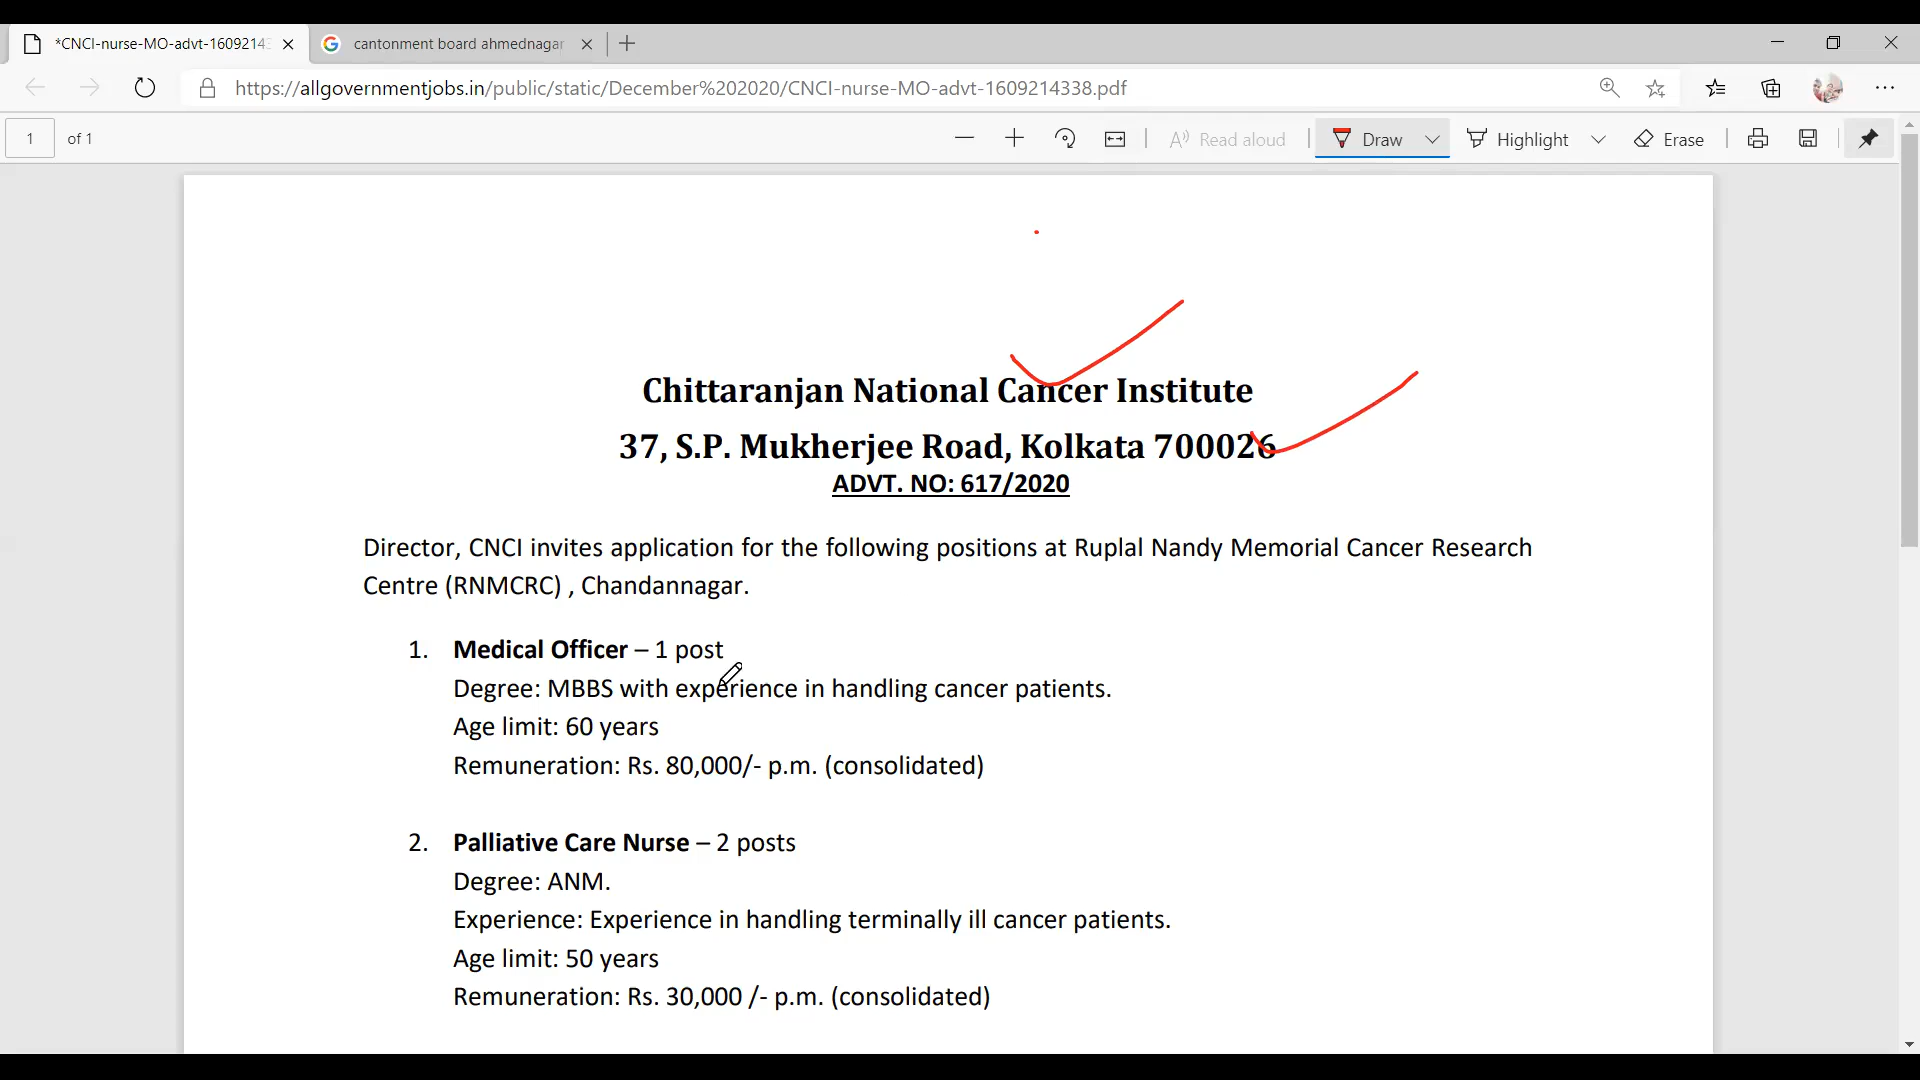 *CNCI-nurse-MO-advt-1609214
cantonment board ahmednagar
https://allgovernmentjobs.in/public/static/December%202020/CNCI-nurse-MO-advt-1609214338.pdf
1 of 1 Read aloud Draw Highlight Erase
Chittaranjan National Cancer Institute
37, S.P. Mukherjee Road, Kolkata 700026
ADVT. NO: 617/2020
Director, CNCI invites application for the following positions at Ruplal Nandy Memorial Cancer Research
Centre (RNMCRC) , Chandannagar.
1. Medical Officer – 1 post
Degree: MBBS with experience in handling cancer patients.
Age limit: 60 years
Remuneration: Rs. 80,000/- p.m. (consolidated)
2. Palliative Care Nurse – 2 posts
Degree: ANM.
Experience: Experience in handling terminally ill cancer patients.
Age limit: 50 years
Remuneration: Rs. 30,000 /- p.m. (consolidated)